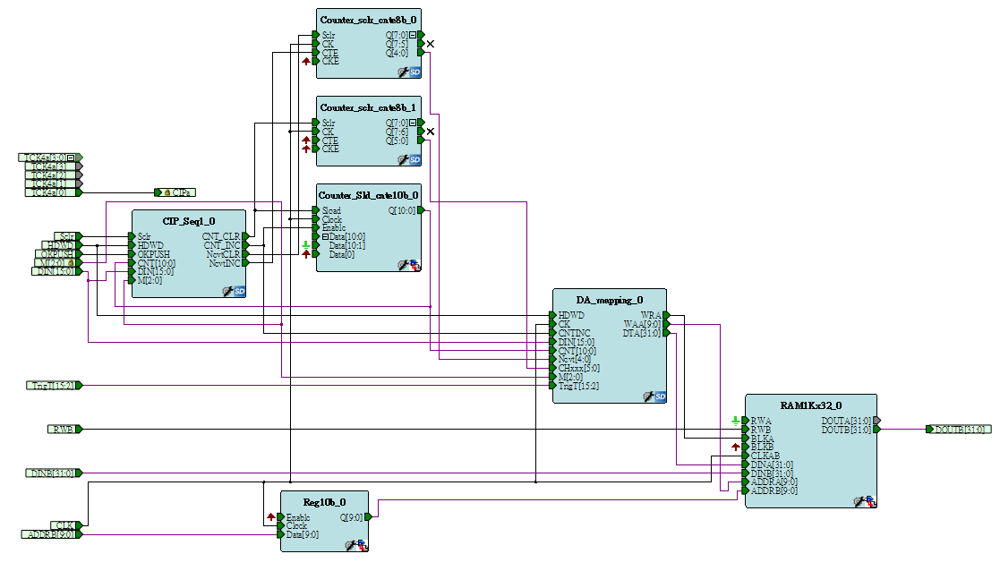 Counter_sclr_cnte8b_0
Sclr Q[7:0]
CK Q[7:5]
CTE Q[4:0]
CKE
SD
Counter_sclr_cnte8b_1
Sclr Q[7:0]
CK Q[7:6]
CTE Q[5:0]
CKE
SD
TCK4a[3:0]
TCK4a[3]
TCK4a[2]
TCK4a[1]
TCK4a[0]
CIPa
Counter_Sld_cnte10b_0
Sload Q[10:0]
Clock
Enable
Data[10:0]
Data[10:1]
Data[0]
CIP_Seq1_0
Sclr CNT_CLR
HDWD CNT_INC
OKPUSH NcvtCLR
CNT[10:0] NcvtINC
DIN[15:0]
M[2:0]
SD
Sclr
HDWD
OKPUSH
M[2:0]
DIN[15:0]
DA_mapping_0
HDWD WRA
CK WAA[9:0]
CNTINC DTA[31:0]
DIN[15:0]
CNT[10:0]
Ncvt[4:0]
CHxxx[5:0]
M[2:0]
TrigT[15:2]
SD
TrigT[15:2]
RWB
DINB[31:0]
RAM1Kx32_0
RWA DOUTA[31:0]
RWB DOUTB[31:0]
BLKA
BLKB
CLKAB
DINA[31:0]
DINB[31:0]
ADDRA[9:0]
ADDRB[9:0]
DOUTB[31:0]
Reg10b_0
Enable Q[9:0]
Clock
Data[9:0]
CLK
ADDRB[9:0]